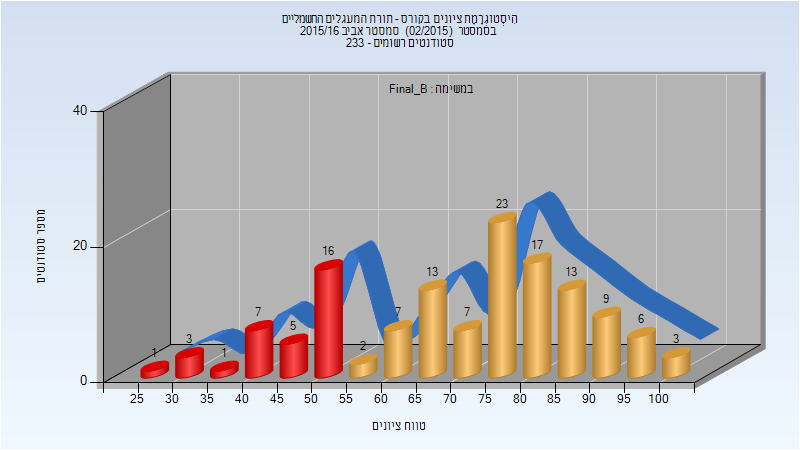 היסטוגרמת ציונים בקורס - תורת המעגלים החשמליים
בסמסטר (02/2015) סמסטר אביב 2015/16
סטודנטים רשומים - 233
במשימה : Final_B
מספר סטודנטים
40
20
0
1
3
1
7
5
16
2
7
13
7
23
17
13
9
6
3
25 30 35 40 45 50 55 60 65 70 75 80 85 90 95 100
טווח ציונים